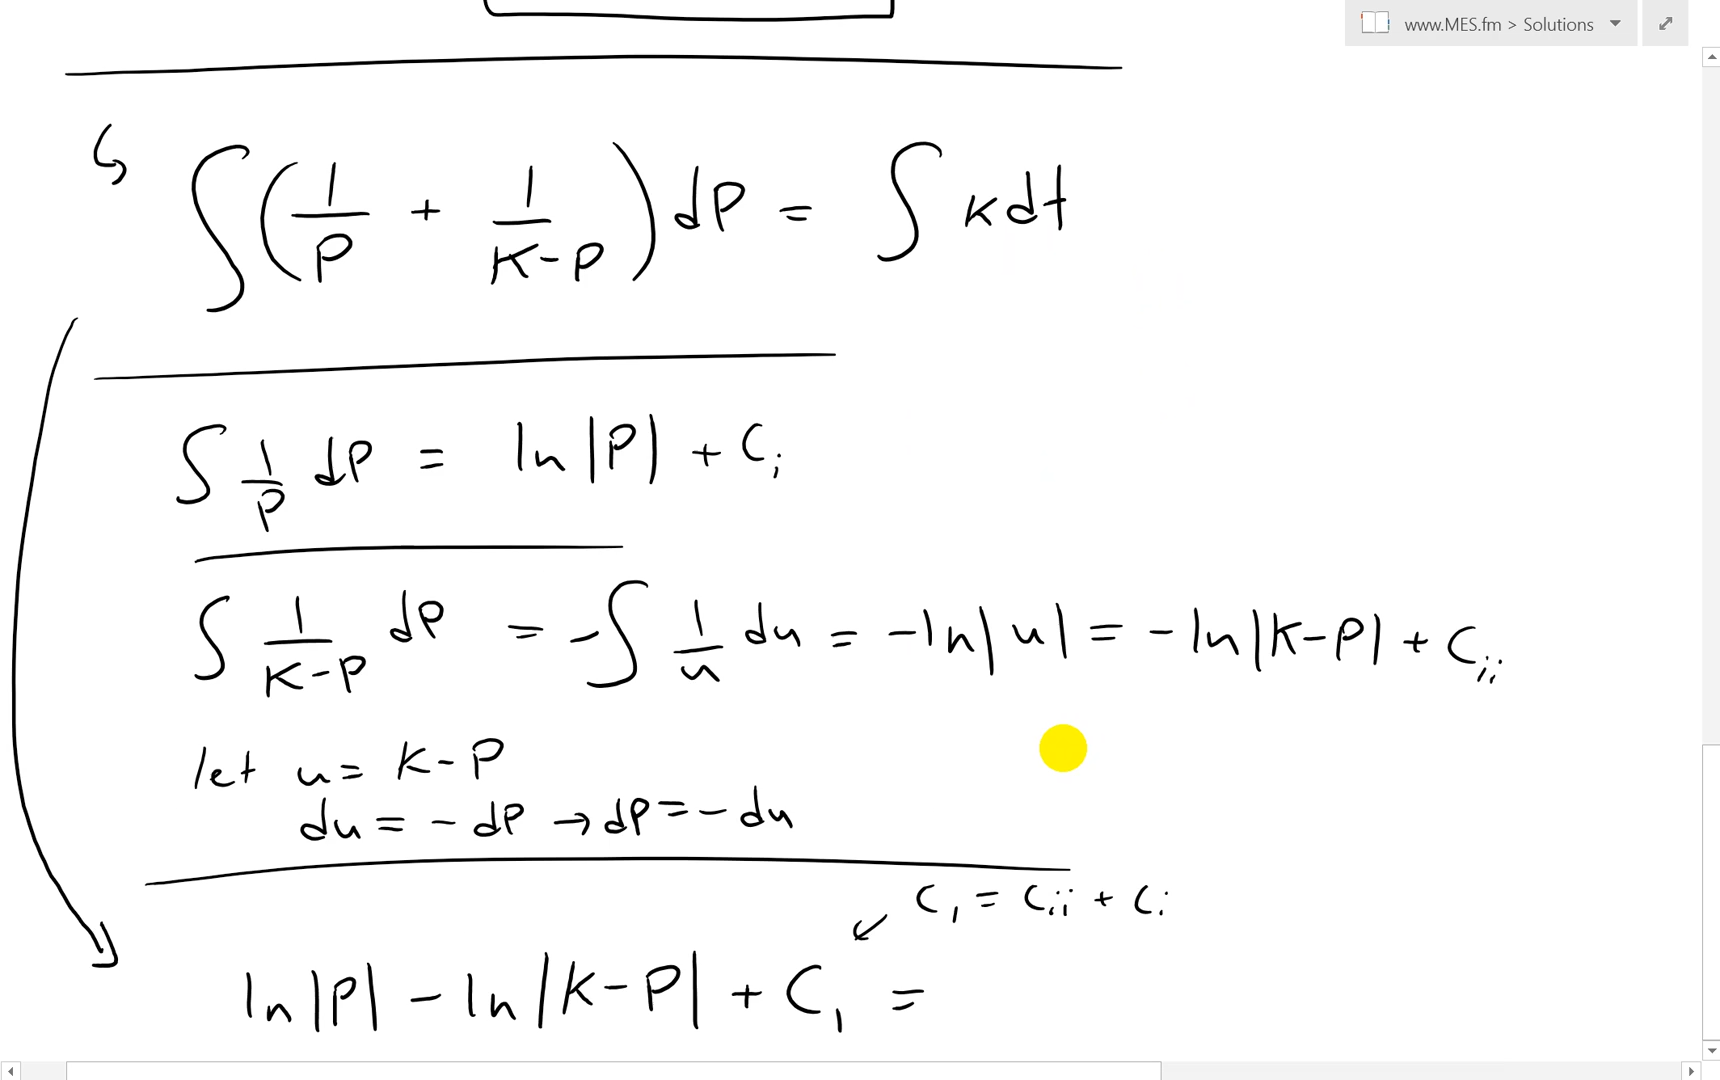 www.MES.fm > Solutions
∫(1/P + 1/(K-P)) dP = ∫ k dt
∫ 1/P dP = ln|P| + C_i
∫ 1/(K-P) dP = -∫ 1/u du = -ln|u| = -ln|K-P| + C_ii
let u = K-P
du = -dP → dP = -du
C_1 = C_ii + C_i
ln|P| - ln|K-P| + C_1 =